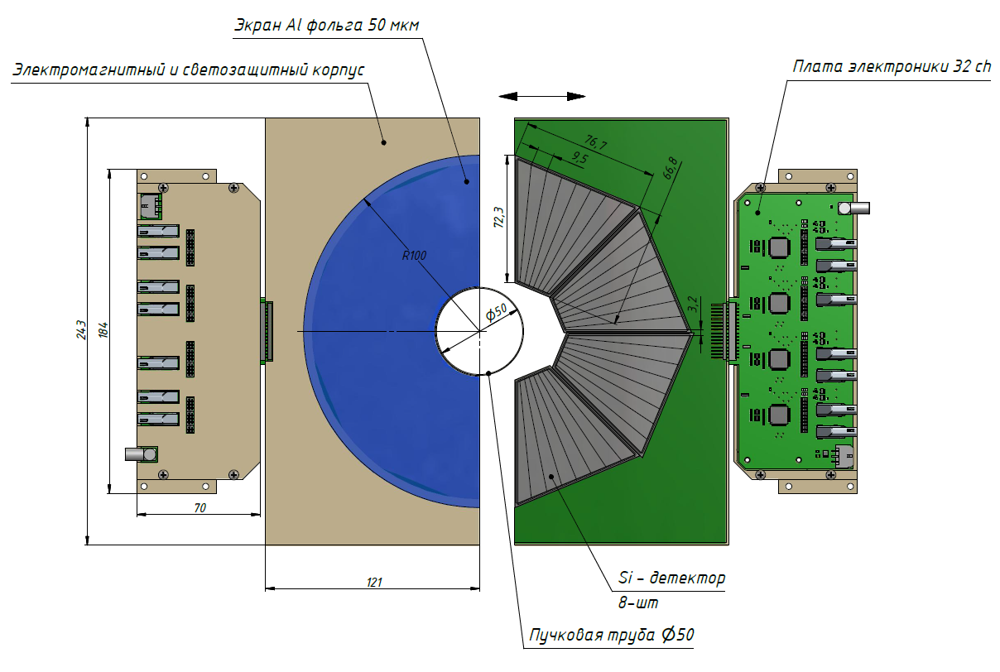 Экран Al фольга 50 мкм
Электромагнитный и светозащитный корпус
Плата электроники 32 ch
76,7
9,5
66,8
72,3
R100
Ø50
3,2
243
184
70
121
Si - детектор
8-шт
Пучковая труба Ø50